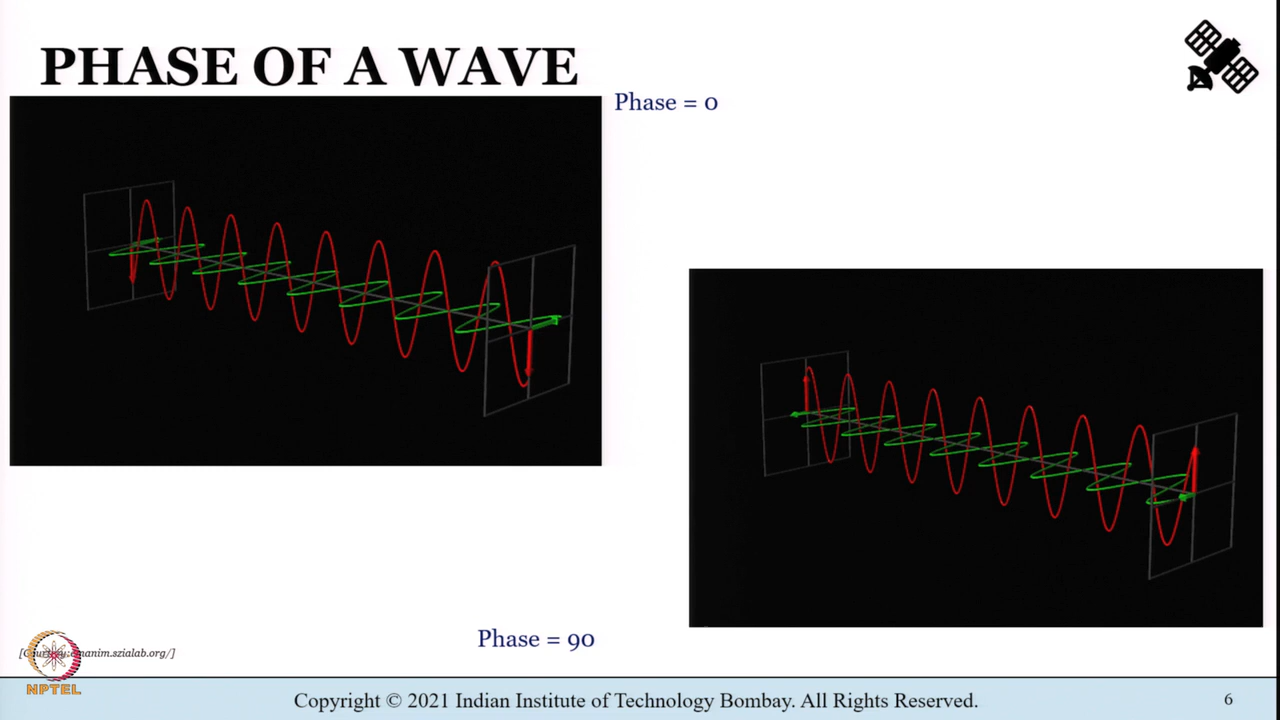 PHASE OF A WAVE
Phase = 0
Phase = 90
[Courtesy:emanim.szialab.org/]
NPTEL
Copyright © 2021 Indian Institute of Technology Bombay. All Rights Reserved.
6